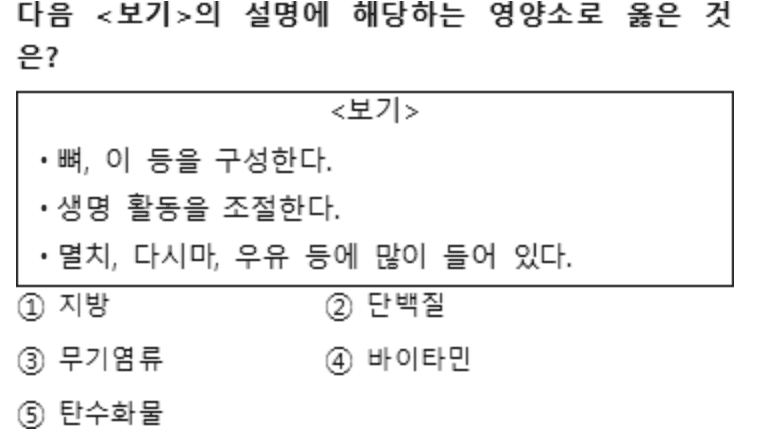 다음 <보기>의 설명에 해당하는 영양소로 옳은 것
은?
<보기>
・뼈, 이 등을 구성한다.
・생명 활동을 조절한다.
・멸치, 다시마, 우유 등에 많이 들어 있다.
① 지방 ② 단백질
③ 무기염류 ④ 바이타민
⑤ 탄수화물